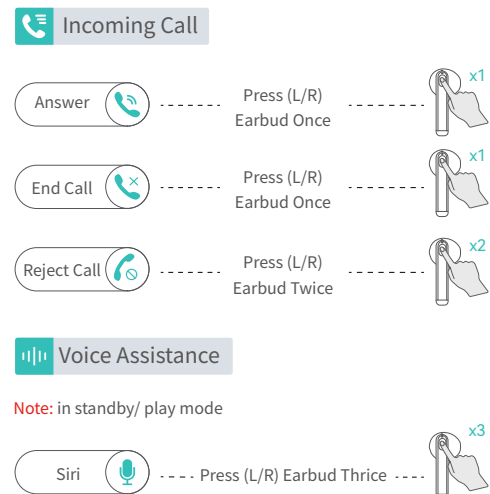 Incoming Call
x1
Answer
Press (L/R)
Earbud Once
x1
End Call
Press (L/R)
Earbud Once
x2
Reject Call
Press (L/R)
Earbud Twice
Voice Assistance
Note: in standby/ play mode
x3
Siri
Press (L/R) Earbud Thrice